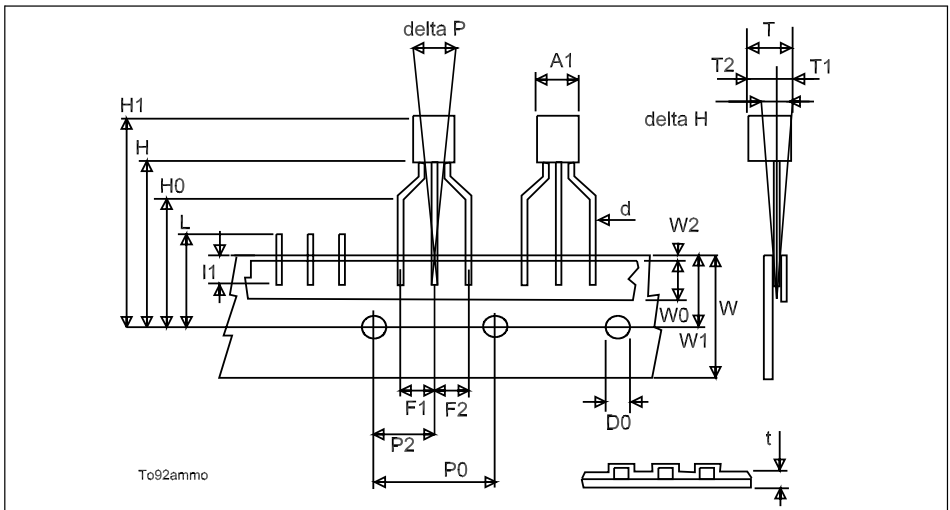 delta P
T
A1
T2
T1
H1
delta H
H
H0
d
L
W2
I1
W0
W
W1
F1
F2
D0
P2
t
P0
To92ammo